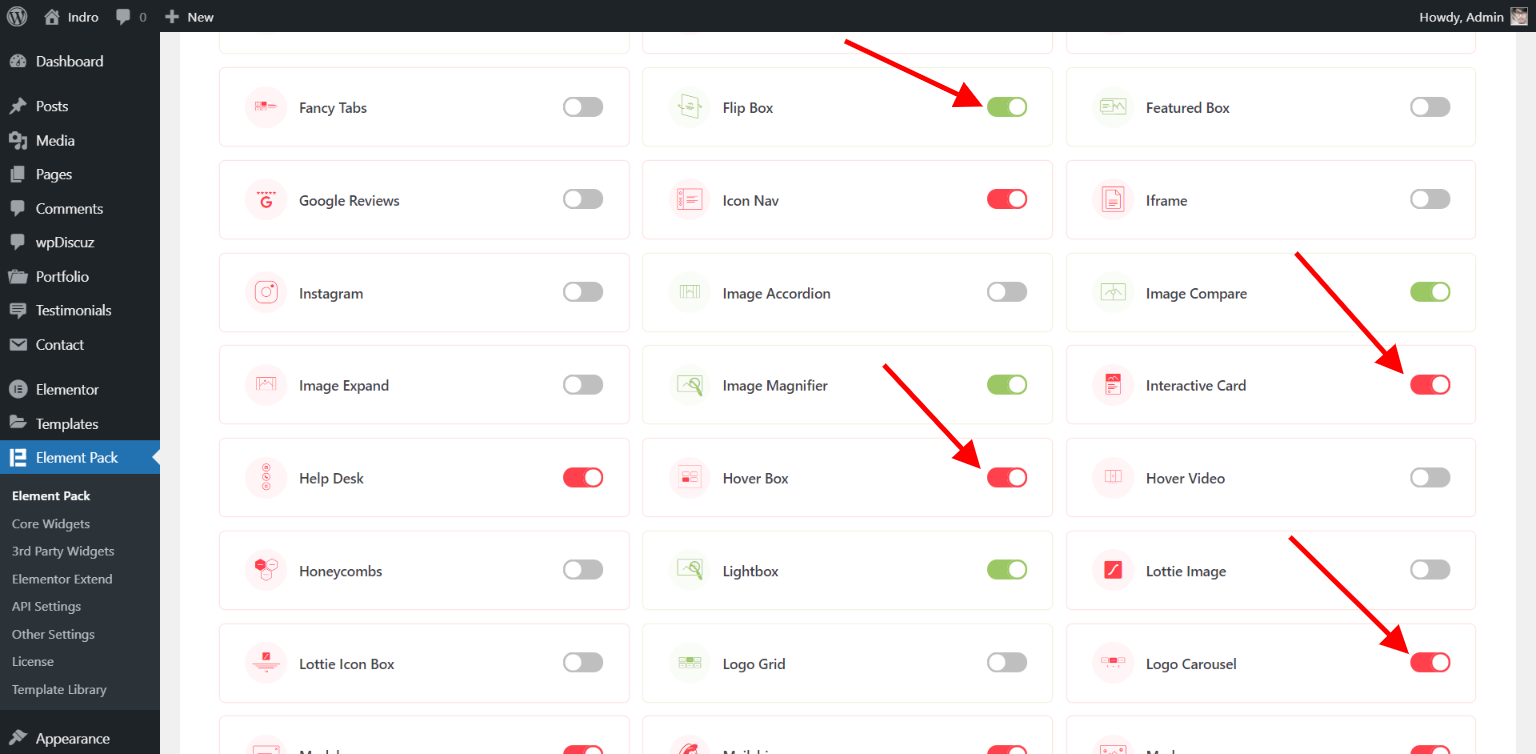 Indro
0
New
Howdy, Admin
Dashboard
Posts
Media
Pages
Comments
wpDiscuz
Portfolio
Testimonials
Contact
Elementor
Templates
Element Pack
Element Pack
Core Widgets
3rd Party Widgets
Elementor Extend
API Settings
Other Settings
License
Template Library
Appearance
Fancy Tabs
Flip Box
Featured Box
Google Reviews
Icon Nav
Iframe
Instagram
Image Accordion
Image Compare
Image Expand
Image Magnifier
Interactive Card
Help Desk
Hover Box
Hover Video
Honeycombs
Lightbox
Lottie Image
Lottie Icon Box
Logo Grid
Logo Carousel